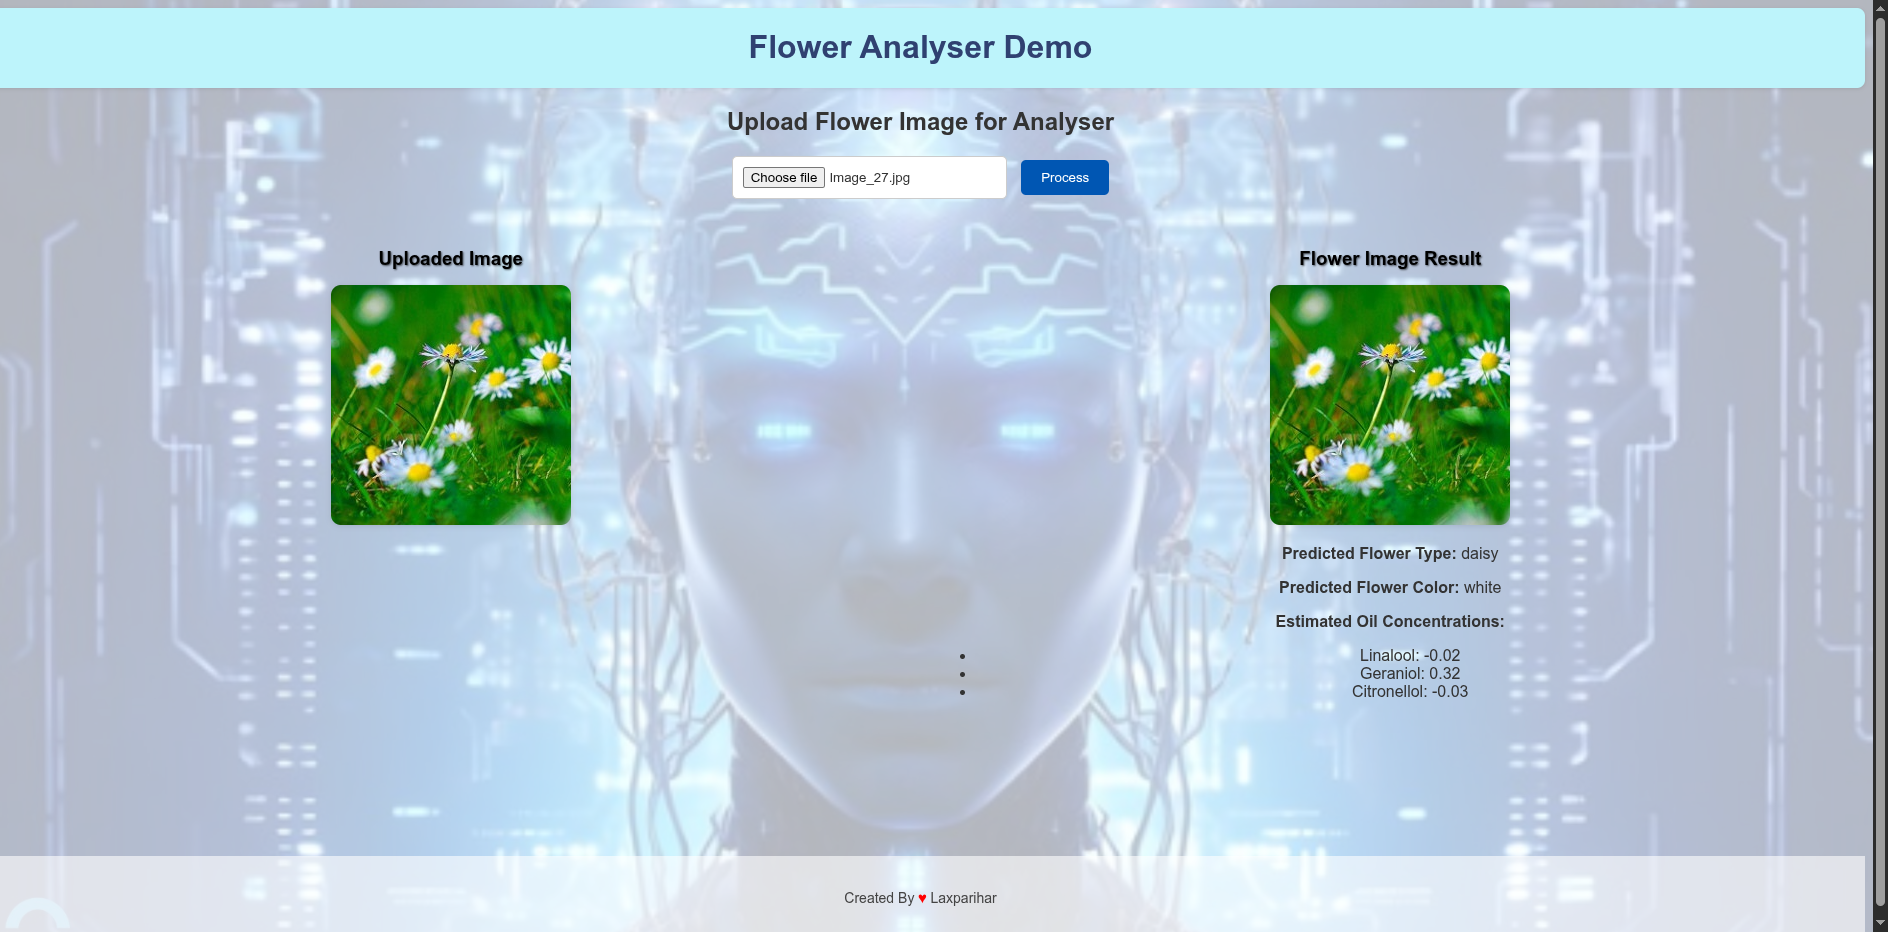 Flower Analyser Demo
Upload Flower Image for Analyser
Choose file Image_27.jpg
Process
Uploaded Image
Flower Image Result
Predicted Flower Type: daisy
Predicted Flower Color: white
Estimated Oil Concentrations:
Linalool: -0.02
Geraniol: 0.32
Citronellol: -0.03
Created By ♥ Laxparihar